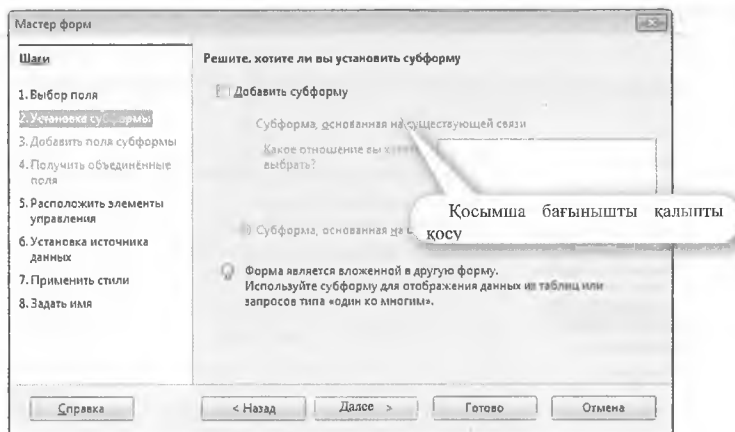 Мастер форм
Шаги
1. Выбор поля
2. Установка субформы
3. Добавить поля субформы
4. Получить объединённые
поля
5. Расположить элементы
управления
6. Установка источника
данных
7. Применить стили
8. Задать имя
Решите, хотите ли вы установить субформу
Добавить субформу
Субформа, основанная на существующей связи
Какое отношение вы
выбрать?
Қосымша бағынышты қалыпты
қосу
Субформа, основанная на
Форма является вложенной в другую форму.
Используйте субформу для отображения данных из таблиц или
запросов типа «один ко многим».
Справка
< Назад
Далее >
Готово
Отмена